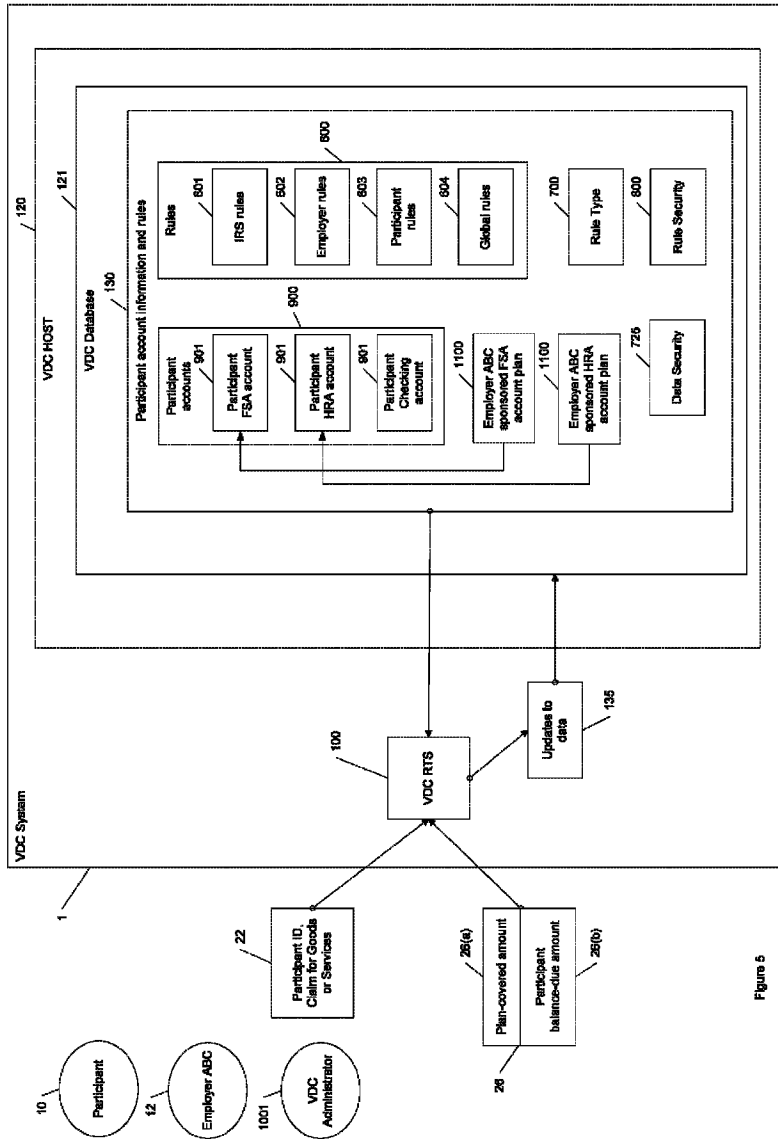 VDC System
120
VDC HOST
121
VDC Database
130
Participant account information and rules
900
Participant
accounts
901
Participant
FSA account
901
Participant
HRA account
901
Participant
Checking
account
1100
Employer ABC
sponsored FSA
account plan
1100
Employer ABC
sponsored HRA
account plan
600
Rules
601
IRS rules
602
Employer rules
603
Participant
rules
604
Global rules
700
Rule Type
800
Rule Security
725
Data Security
100
VDC RTS
Updates to
data
135
1
22
Participant ID,
Claim for Goods
or Services
26(a)
Plan-covered amount
Participant
balance-due amount
26(b)
26
10
Participant
12
Employer ABC
1001
VDC
Administrator
Figure 5